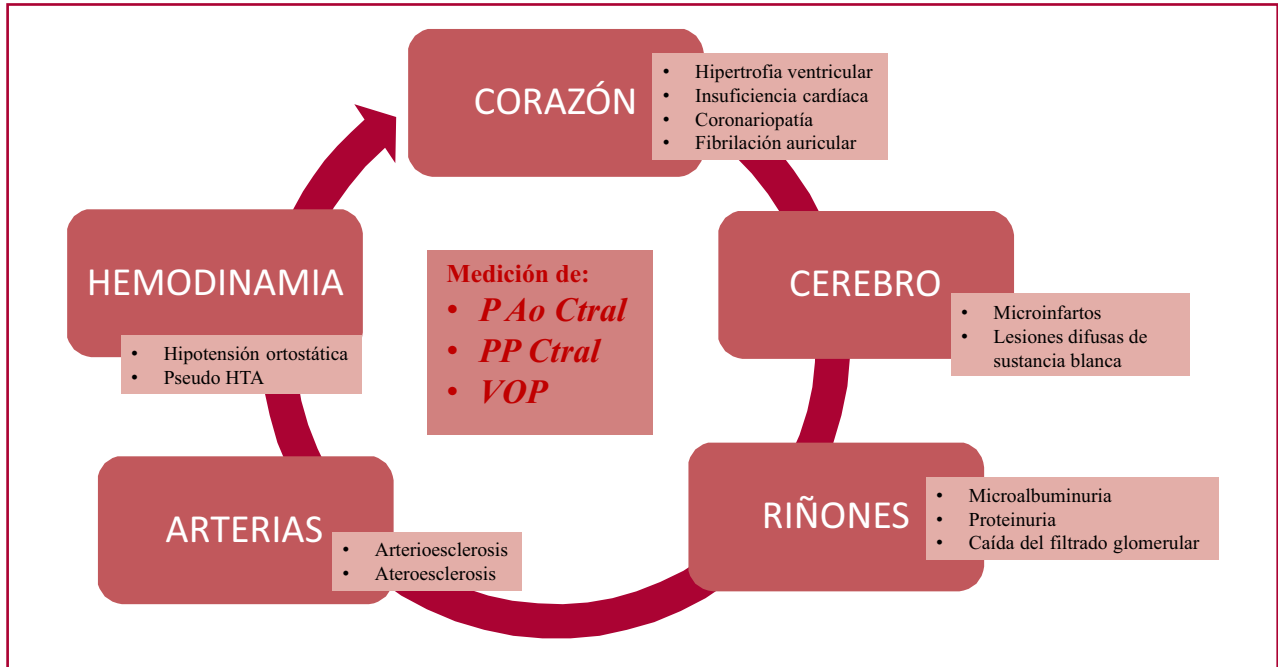 CORAZÓN
• Hipertrofia ventricular
• Insuficiencia cardíaca
• Coronariopatía
• Fibrilación auricular
CEREBRO
• Microinfartos
• Lesiones difusas de
sustancia blanca
RIÑONES
• Microalbuminuria
• Proteinuria
• Caída del filtrado glomerular
ARTERIAS
• Arterioesclerosis
• Ateroesclerosis
HEMODINAMIA
• Hipotensión ortostática
• Pseudo HTA
Medición de:
• P Ao Ctral
• PP Ctral
• VOP